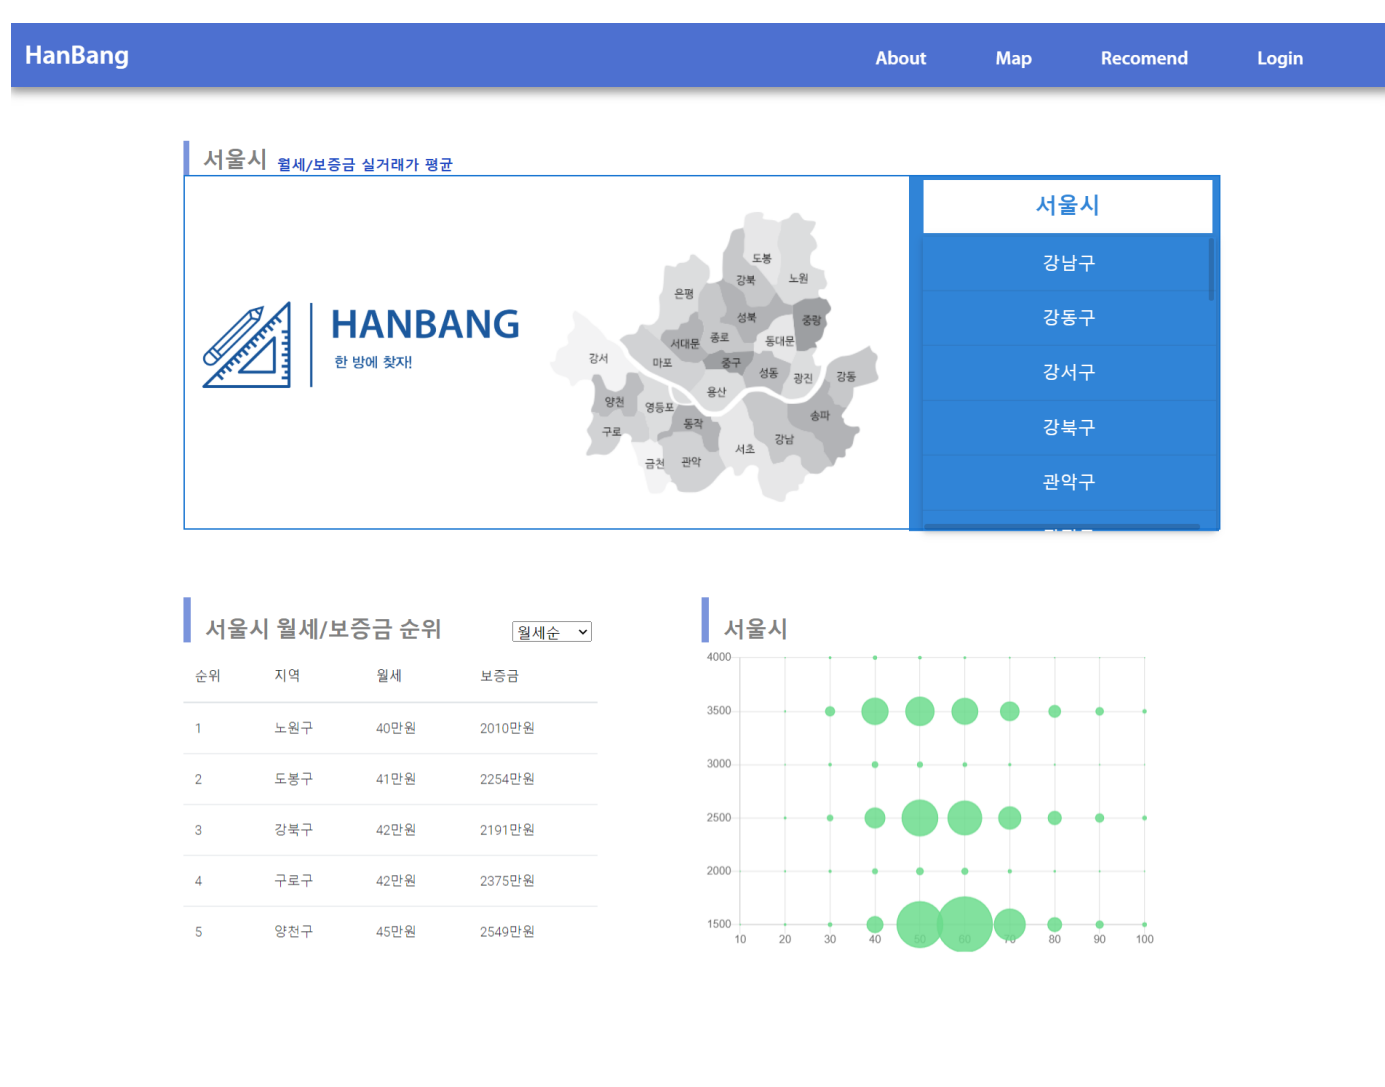 HanBang About Map Recomend Login
서울시 월세/보증금 실거래가 평균
서울시
강남구
강동구
강서구
강북구
관악구
HANBANG
한 방에 찾자!
도봉
강북 노원
은평
성북 중랑
서대문 종로 동대문
강서 마포 중구
성동 광진 강동
양천 영등포 용산
구로 동작 송파
서초 강남
금천 관악
서울시 월세/보증금 순위 월세순
순위 지역 월세 보증금
1 노원구 40만원 2010만원
2 도봉구 41만원 2254만원
3 강북구 42만원 2191만원
4 구로구 42만원 2375만원
5 양천구 45만원 2549만원
서울시
4000
3500
3000
2500
2000
1500
10 20 30 40 50 60 70 80 90 100